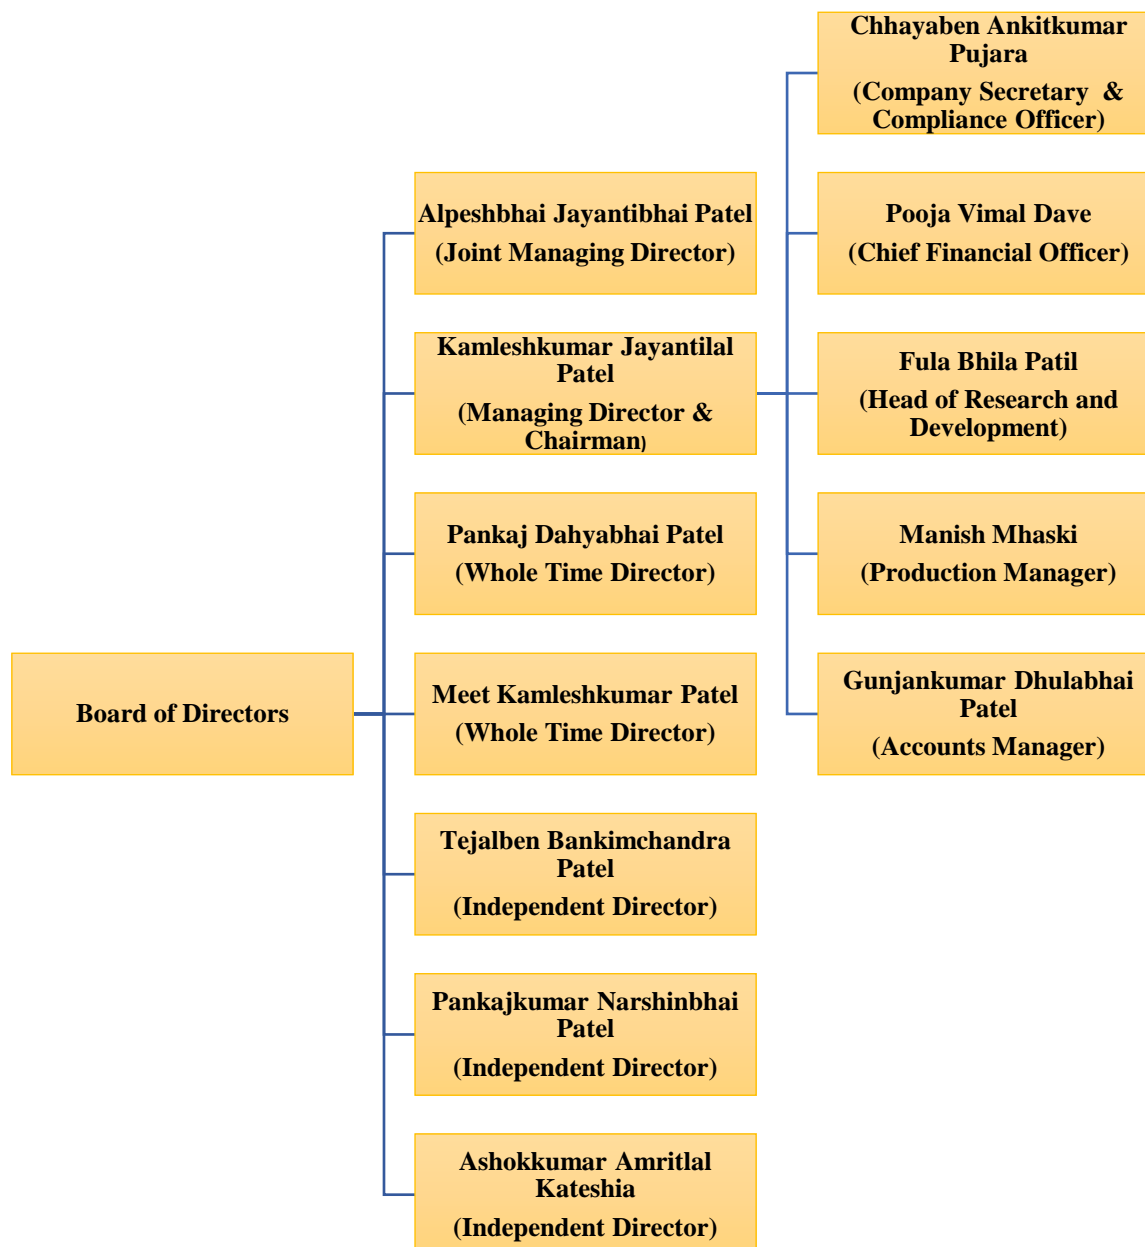 Board of Directors
Alpeshbhai Jayantibhai Patel
(Joint Managing Director)
Kamleshkumar Jayantilal
Patel
(Managing Director &
Chairman)
Pankaj Dahyabhai Patel
(Whole Time Director)
Meet Kamleshkumar Patel
(Whole Time Director)
Tejalben Bankimchandra
Patel
(Independent Director)
Pankajkumar Narshinbhai
Patel
(Independent Director)
Ashokkumar Amritlal
Kateshia
(Independent Director)
Chhayaben Ankitkumar
Pujara
(Company Secretary &
Compliance Officer)
Pooja Vimal Dave
(Chief Financial Officer)
Fula Bhila Patil
(Head of Research and
Development)
Manish Mhaski
(Production Manager)
Gunjankumar Dhulabhai
Patel
(Accounts Manager)